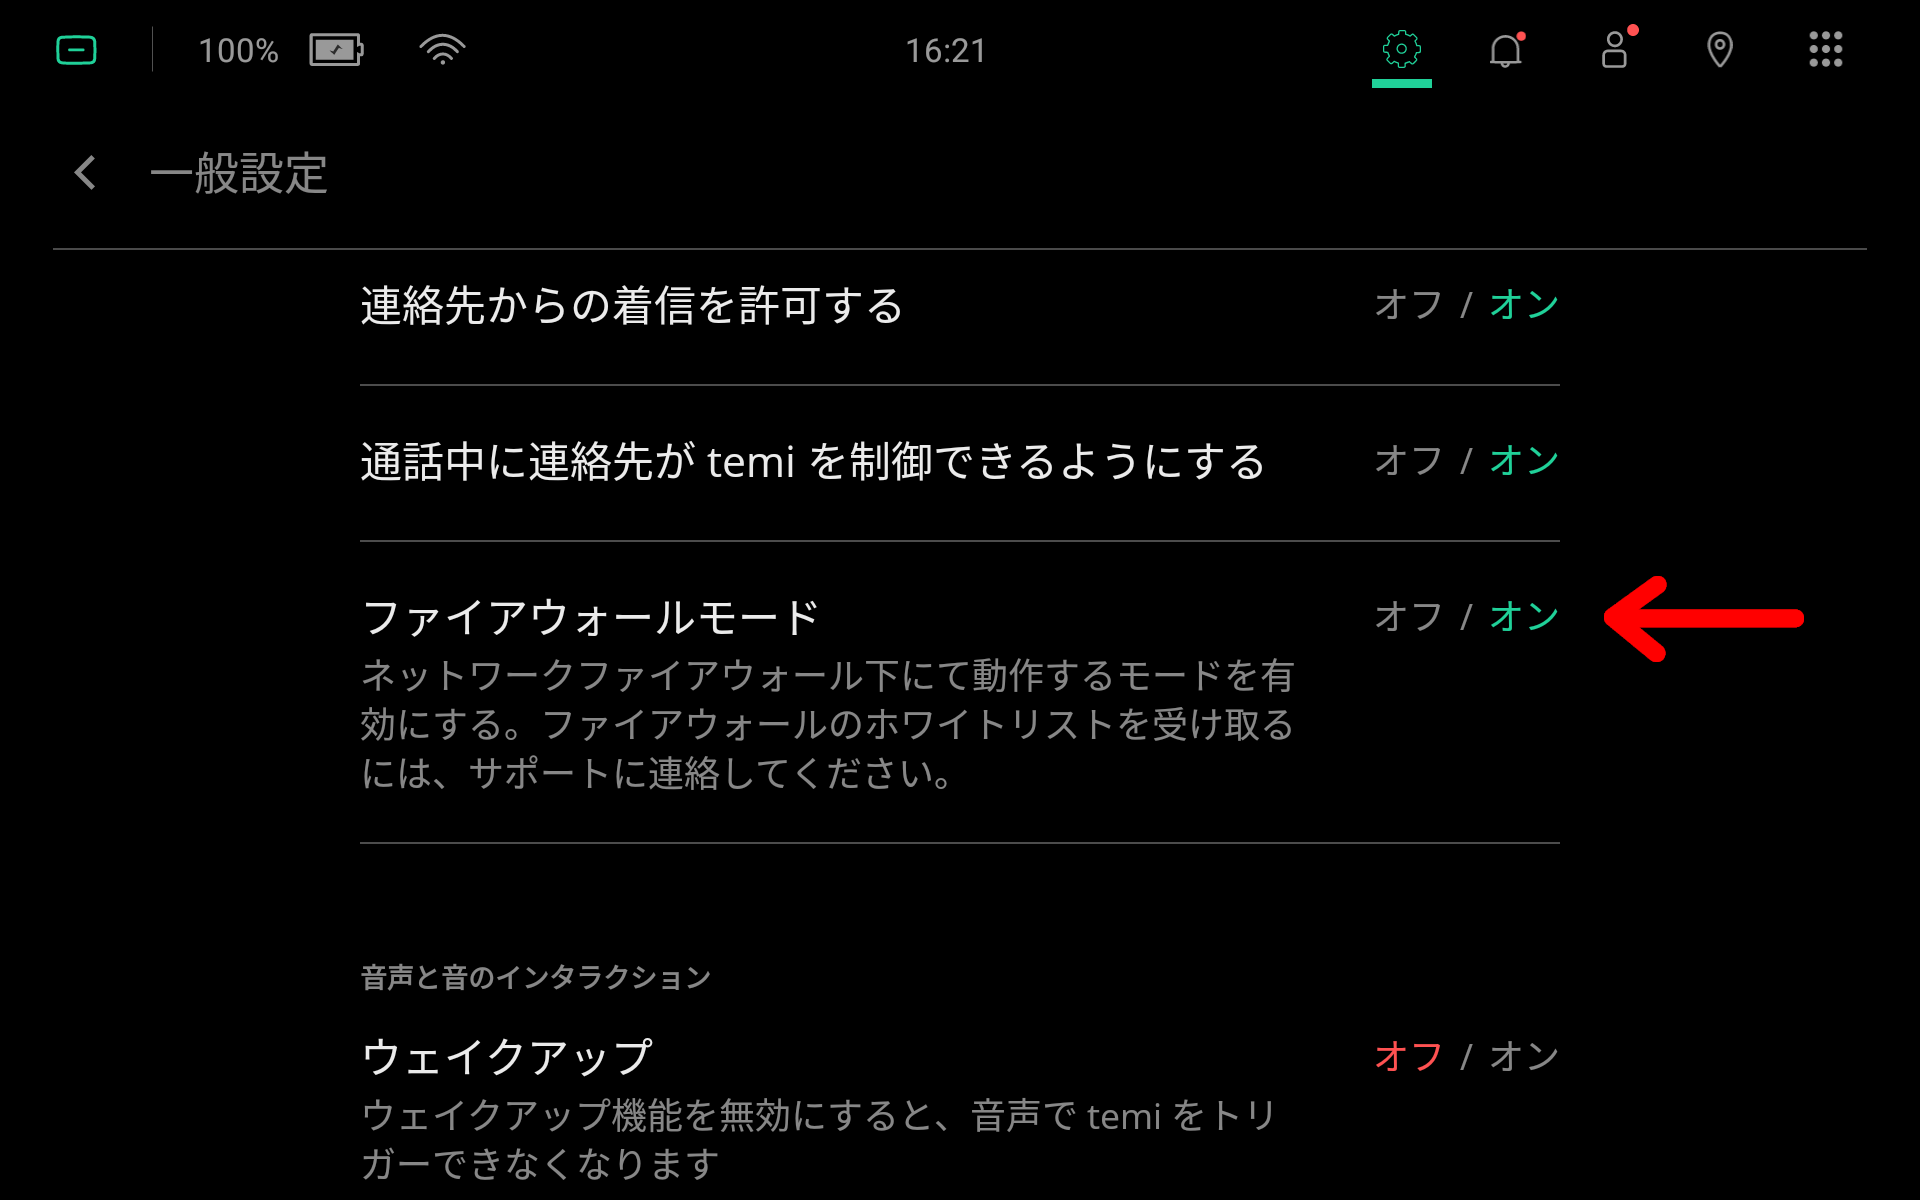 100%
16:21
一般設定
連絡先からの着信を許可する
オフ / オン
通話中に連絡先が temi を制御できるようにする
オフ / オン
ファイアウォールモード
オフ / オン
ネットワークファイアウォール下にて動作するモードを有
効にする。ファイアウォールのホワイトリストを受け取る
には、サポートに連絡してください。
音声と音のインタラクション
ウェイクアップ
オフ / オン
ウェイクアップ機能を無効にすると、音声で temi をトリ
ガーできなくなります